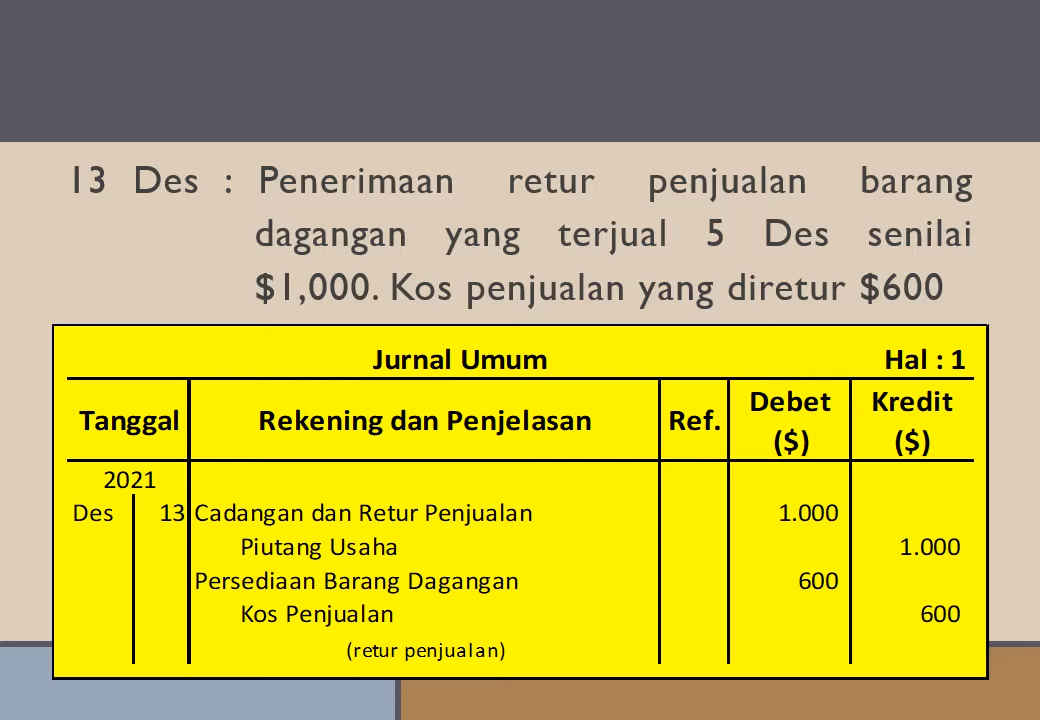 13 Des : Penerimaan retur penjualan barang
dagangan yang terjual 5 Des senilai
$1,000. Kos penjualan yang diretur $600
Jurnal Umum Hal : 1
Tanggal Rekening dan Penjelasan Ref. Debet ($) Kredit ($)
2021
Des 13 Cadangan dan Retur Penjualan 1.000
Piutang Usaha 1.000
Persediaan Barang Dagangan 600
Kos Penjualan 600
(retur penjualan)